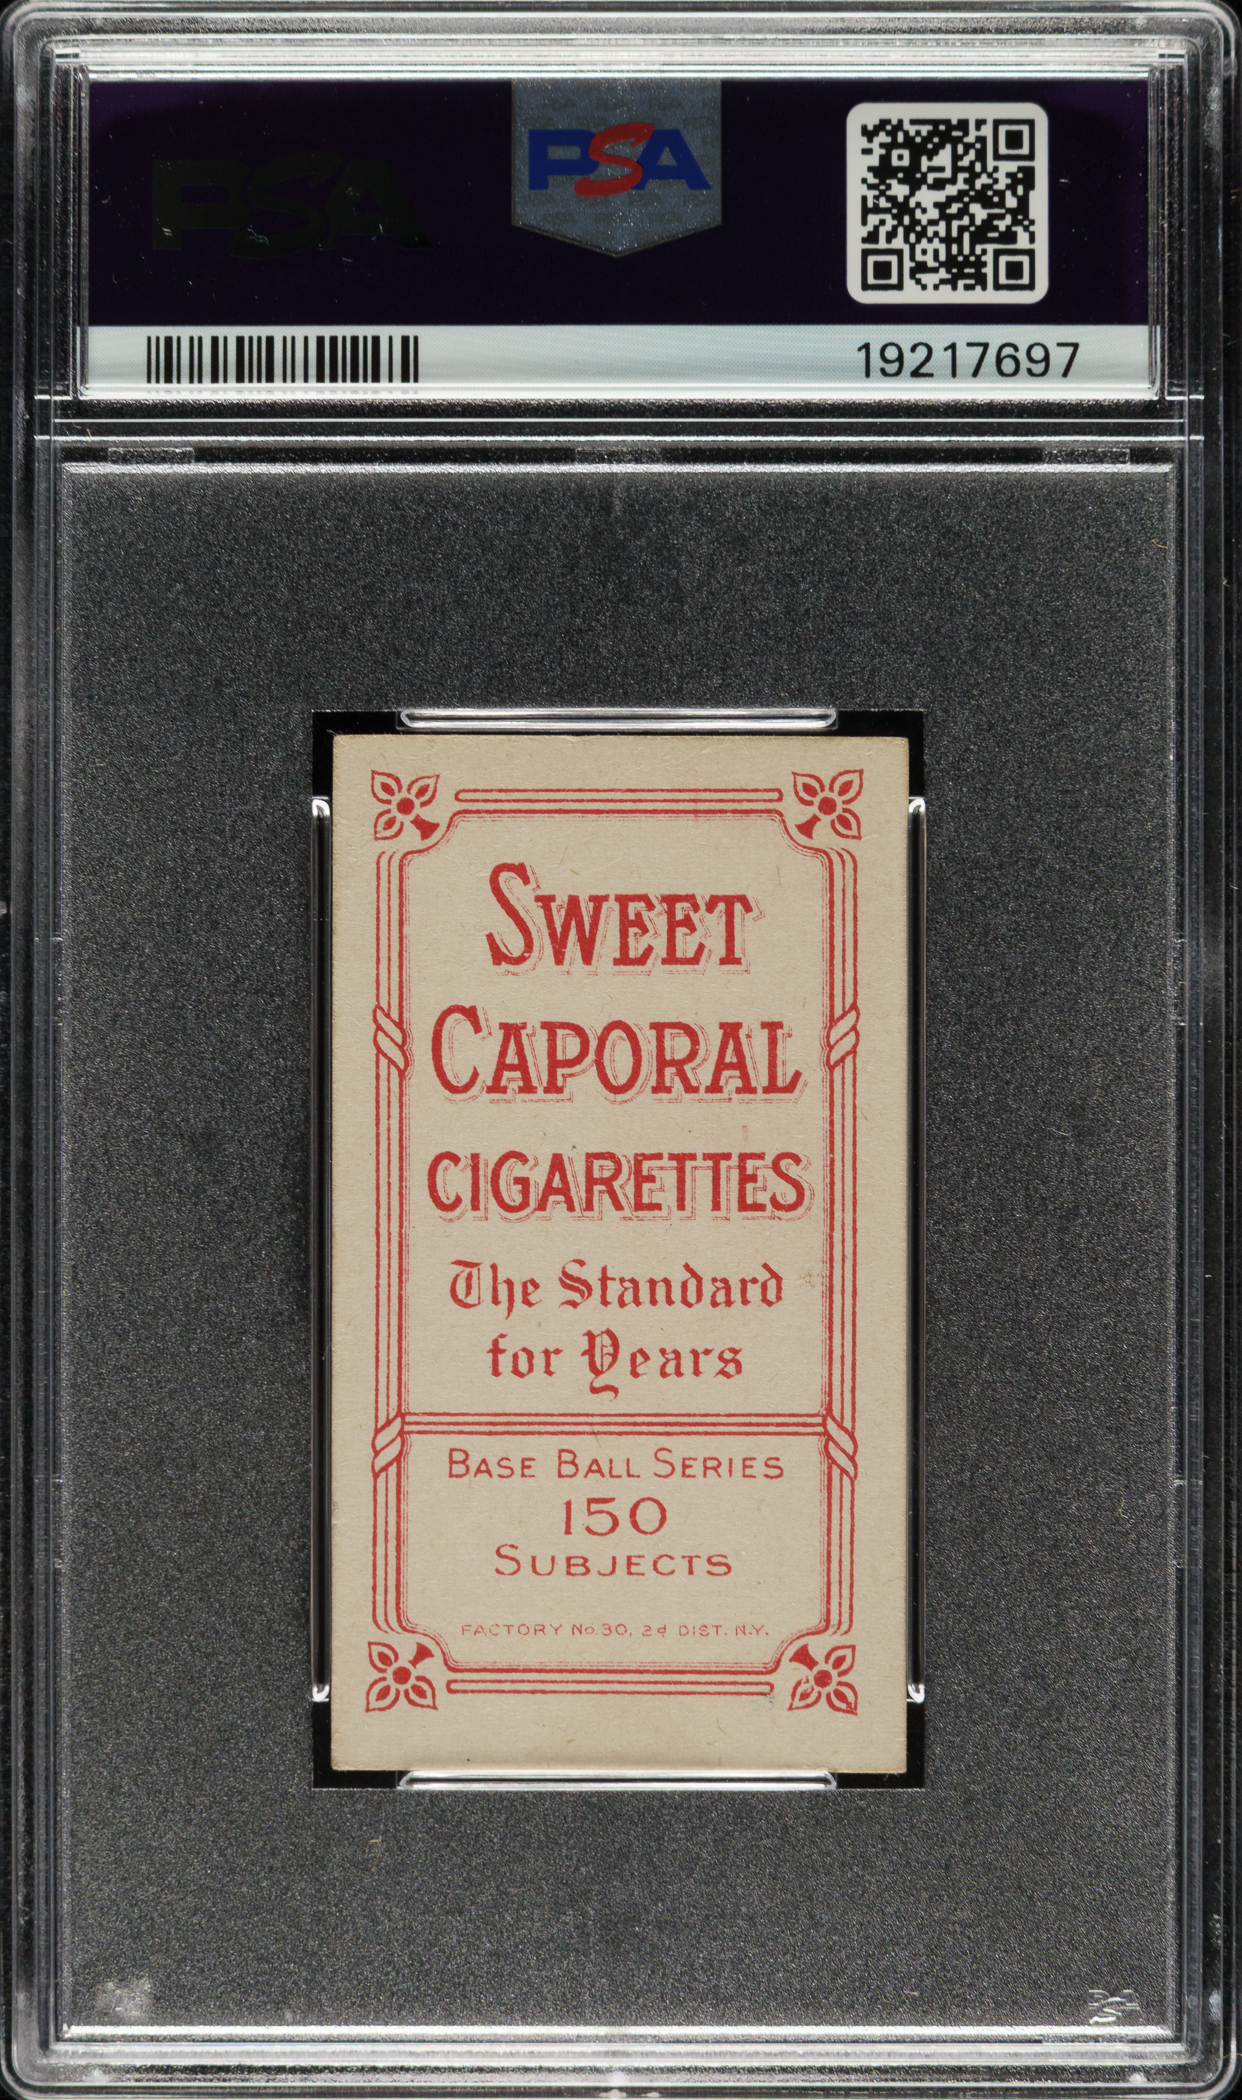 PSA
PSA
19217697
SWEET
CAPORAL
CIGARETTES
The Standard
for Years
BASE BALL SERIES
150
SUBJECTS
FACTORY No. 30, 2d DIST. N.Y.
PSA